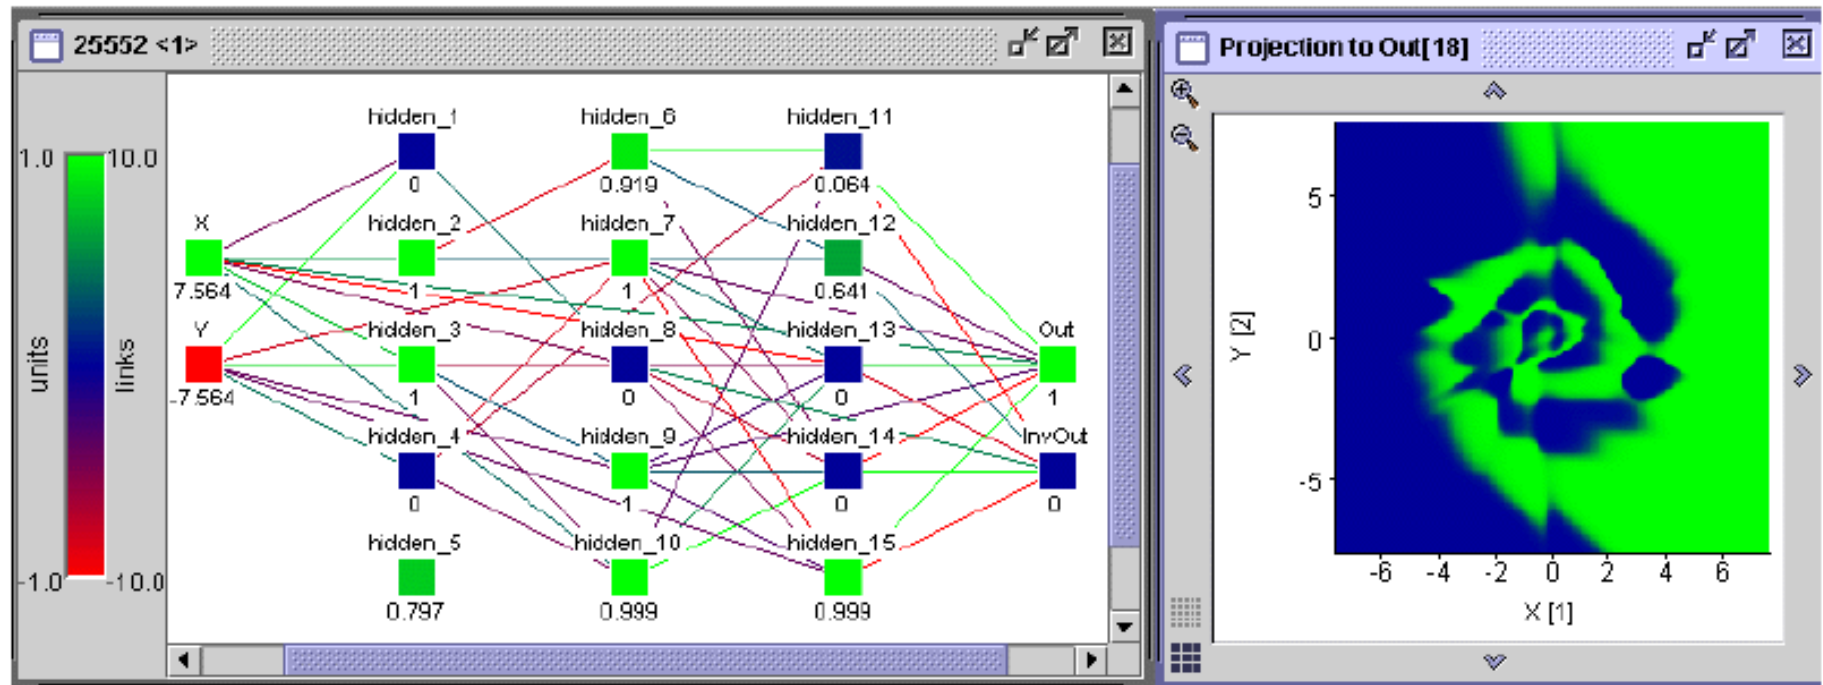 25552 <1>
Projection to Out[18]
hidden_1
hidden_6
hidden_11
1.0
10.0
0
0.919
0.064
X
hidden_2
hidden_7
hidden_12
7.564
1
1
0.641
Y
hidden_3
hidden_8
hidden_13
Out
-7.564
1
0
0
1
hidden_4
hidden_9
hidden_14
InvOut
0
1
0
0
hidden_5
hidden_10
hidden_15
-1.0
-10.0
0.797
0.999
0.999
units
links
5
0
-5
Y [2]
-6 -4 -2 0 2 4 6
X [1]